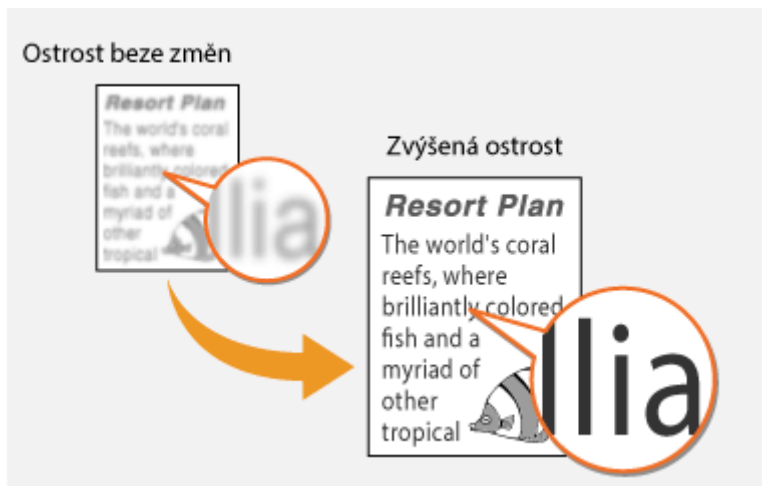 Ostrost beze změn
Resort Plan
The world's coral
reefs, where
brilliantly colored
fish and a
myriad of
other
tropical
lia
Zvýšená ostrost
Resort Plan
The world's coral
reefs, where
brilliantly colored
fish and a
myriad of
other
tropical
llia